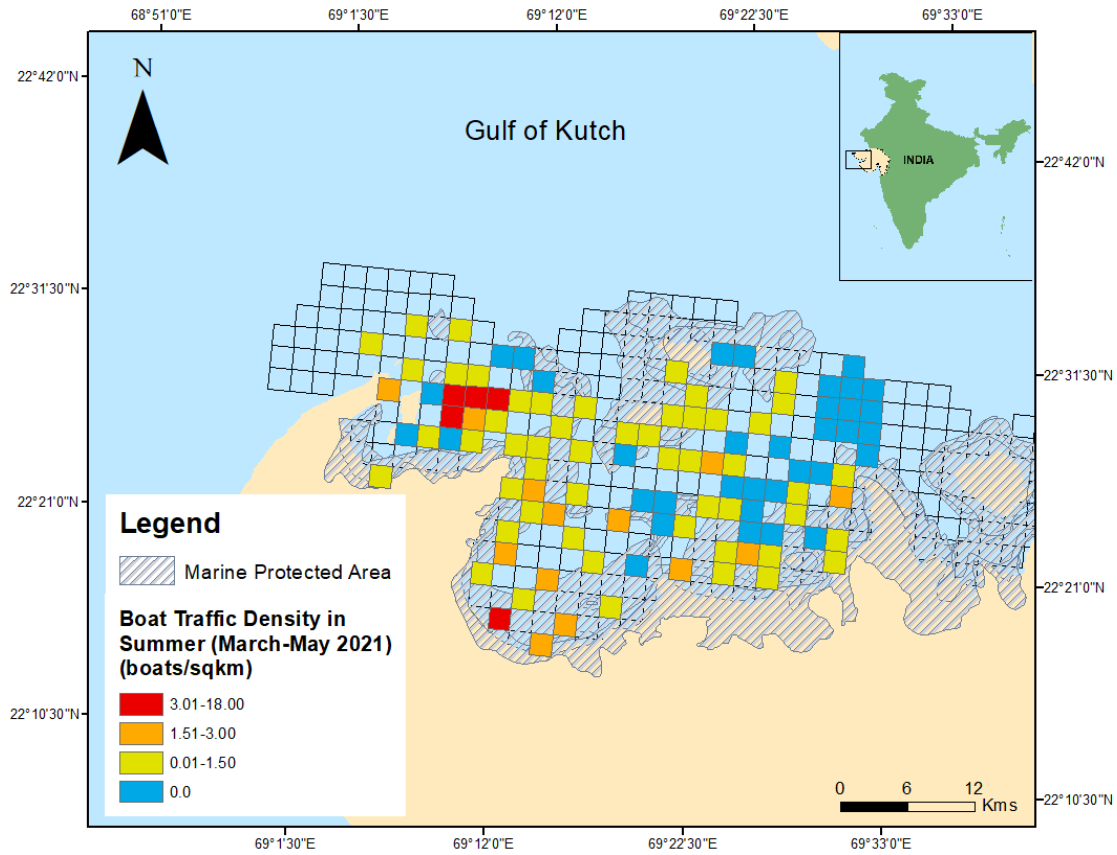 68°51'0"E 69°1'30"E 69°12'0"E 69°22'30"E 69°33'0"E
22°42'0"N
N
Gulf of Kutch
INDIA
22°42'0"N
22°31'30"N
22°31'30"N
22°21'0"N
Legend
Marine Protected Area
22°21'0"N
Boat Traffic Density in
Summer (March-May 2021)
(boats/sqkm)
3.01-18.00
22°10'30"N
1.51-3.00
0.01-1.50
0.0
0 6 12
Kms
22°10'30"N
69°1'30"E 69°12'0"E 69°22'30"E 69°33'0"E